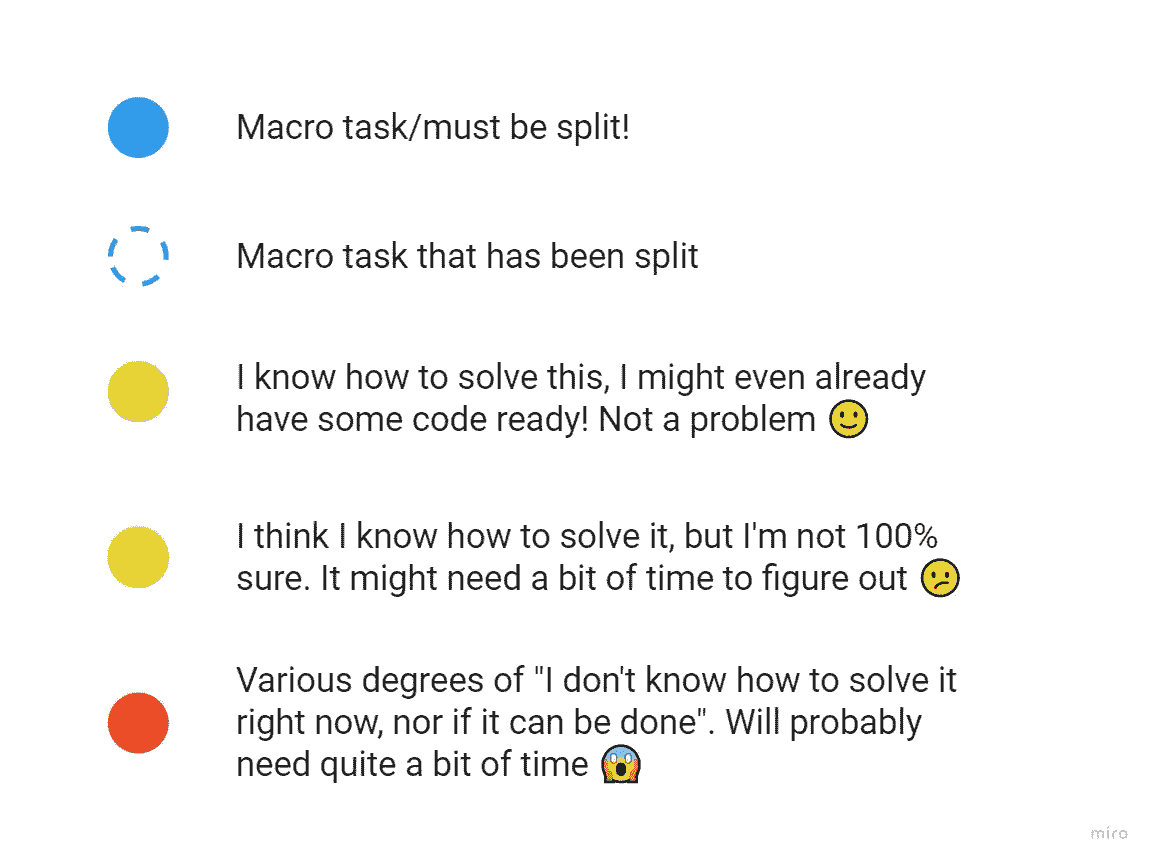 Macro task/must be split!
Macro task that has been split
I know how to solve this, I might even already
have some code ready! Not a problem 🙂
I think I know how to solve it, but I'm not 100%
sure. It might need a bit of time to figure out 🫤
Various degrees of "I don't know how to solve it
right now, nor if it can be done". Will probably
need quite a bit of time 😱
miro